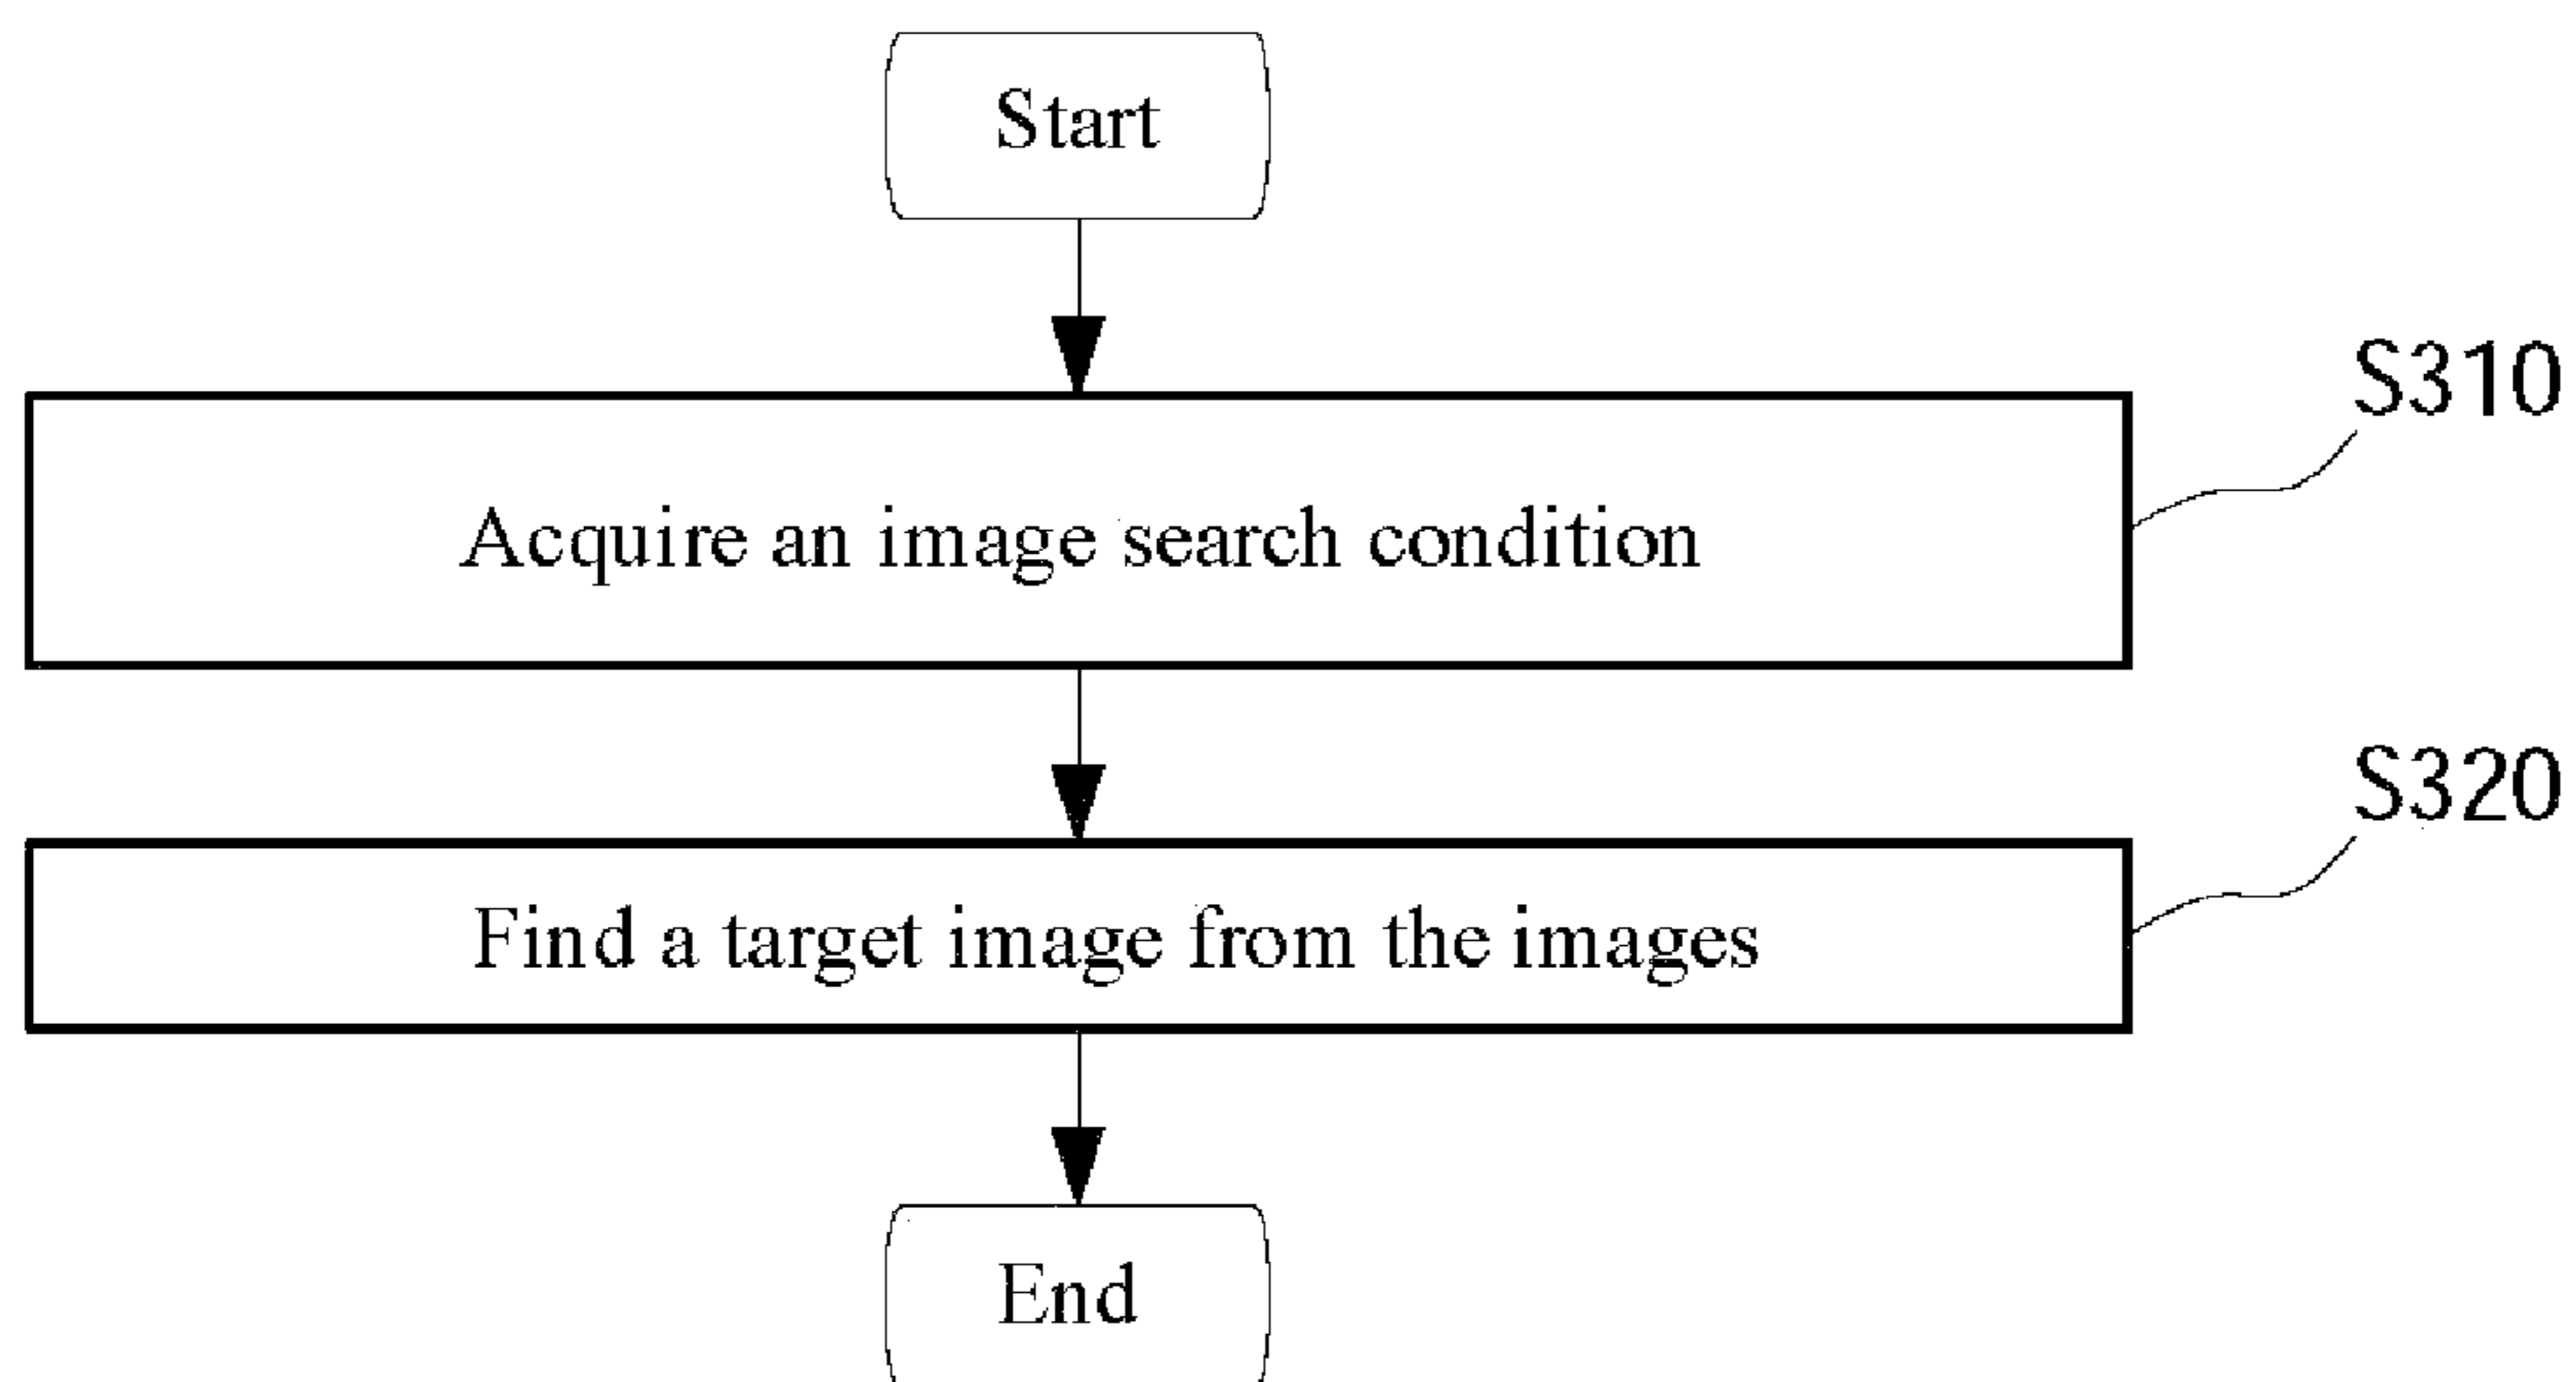 Start
S310
Acquire an image search condition
S320
Find a target image from the images
End